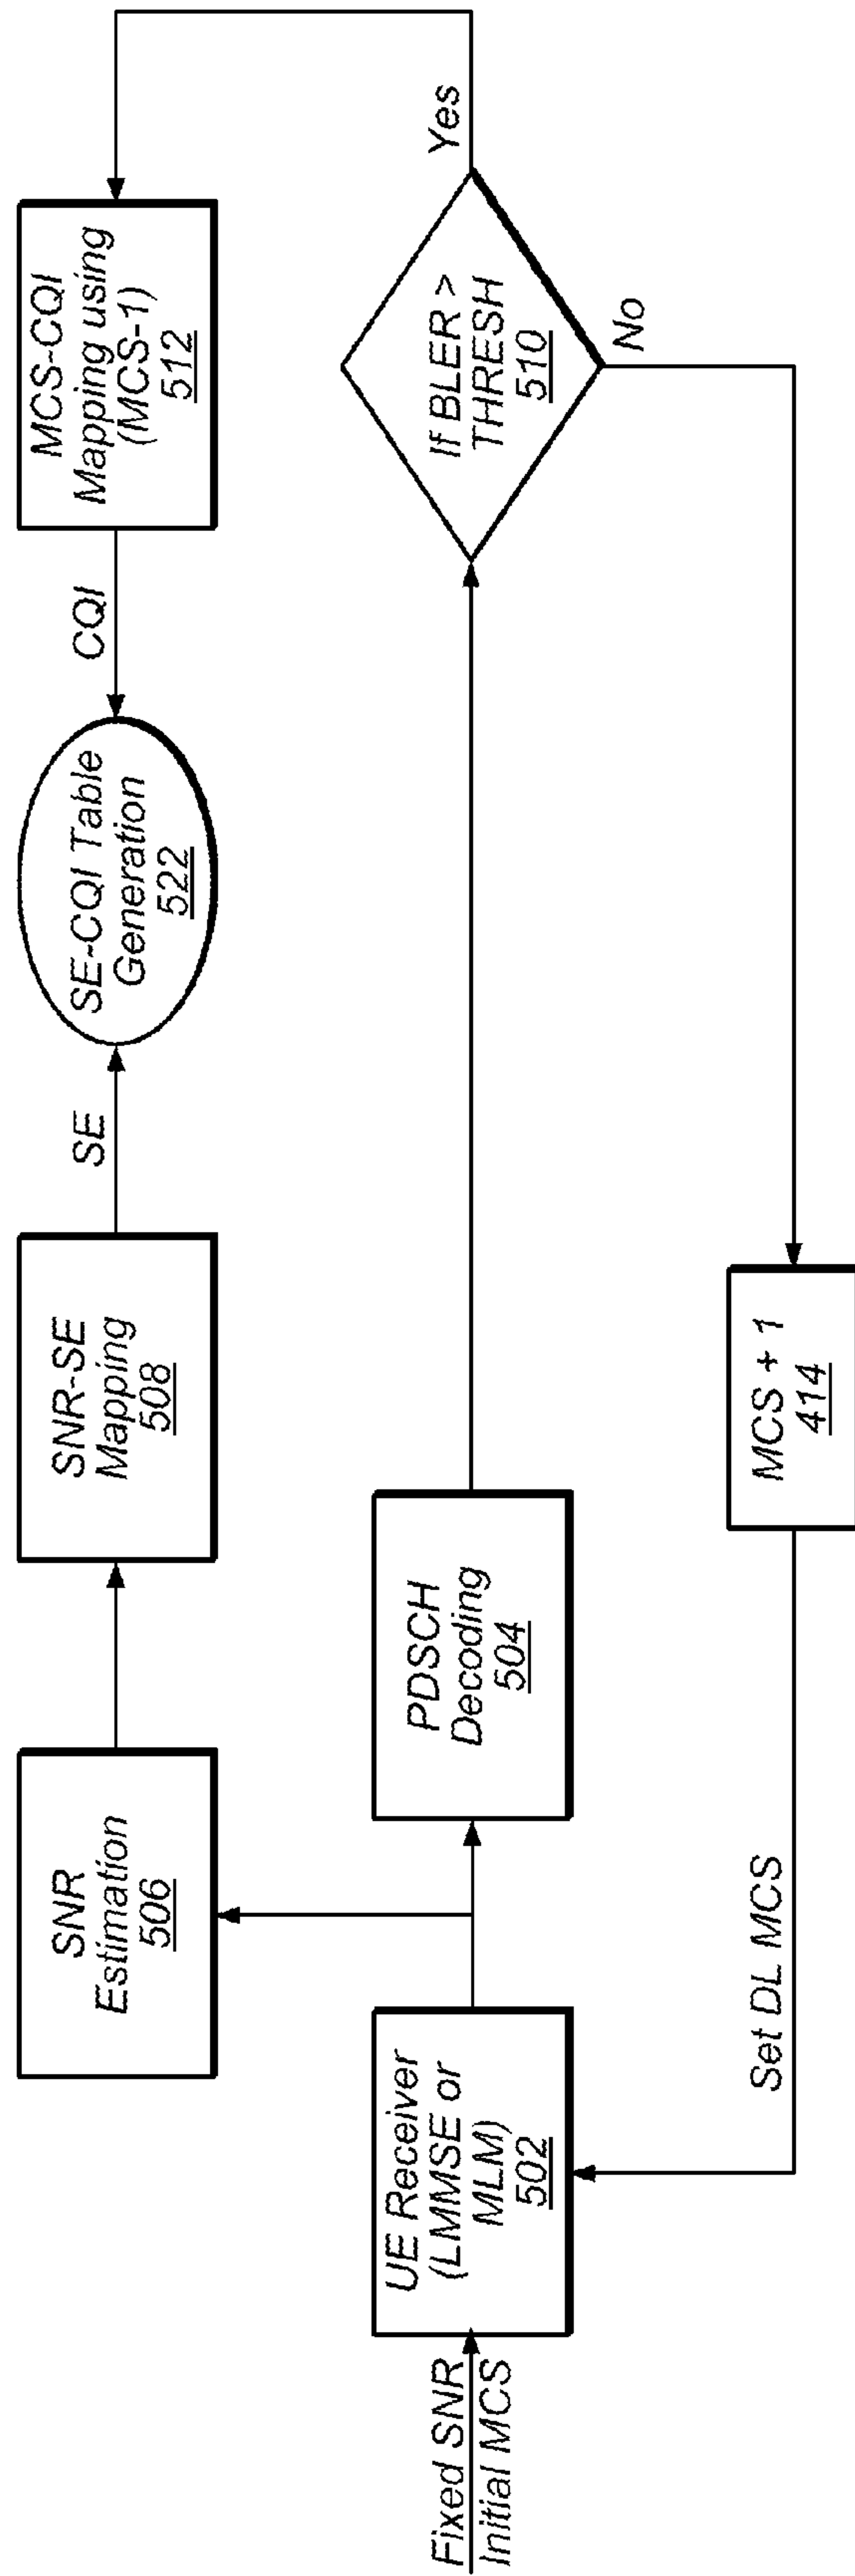 Fixed SNR
Initial MCS
UE Receiver
(LMMSE or
MLM)
502
SNR
Estimation
506
PDSCH
Decoding
504
SNR-SE
Mapping
508
SE
SE-CQI Table
Generation
522
CQI
MCS-CQI
Mapping using
(MCS-1)
512
If BLER >
THRESH
510
Yes
No
MCS + 1
414
Set DL MCS